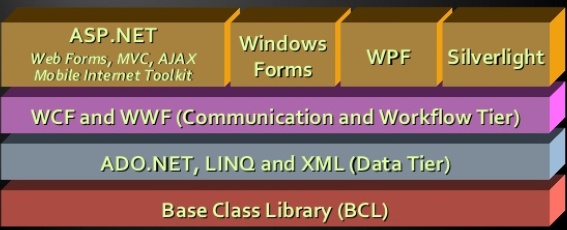 ASP.NET
Web Forms, MVC, AJAX
Mobile Internet Toolkit
Windows
Forms
WPF
Silverlight
WCF and WWF (Communication and Workflow Tier)
ADO.NET, LINQ and XML (Data Tier)
Base Class Library (BCL)